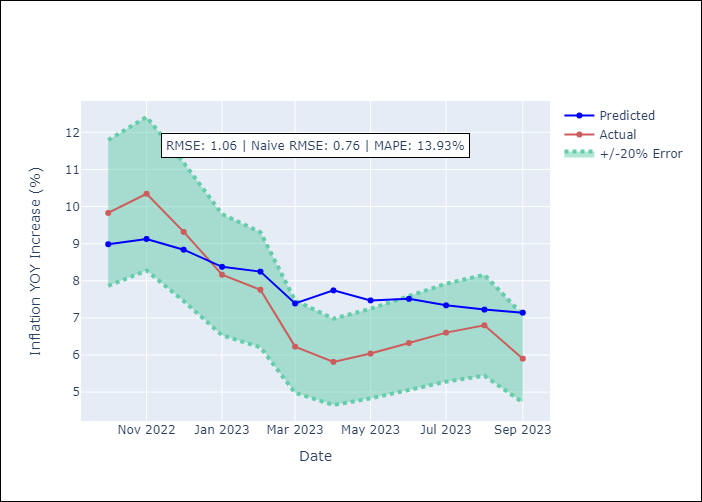 RMSE: 1.06 | Naive RMSE: 0.76 | MAPE: 13.93%
Predicted
Actual
+/-20% Error
Inflation YOY Increase (%)
12
11
10
9
8
7
6
5
Nov 2022 Jan 2023 Mar 2023 May 2023 Jul 2023 Sep 2023
Date